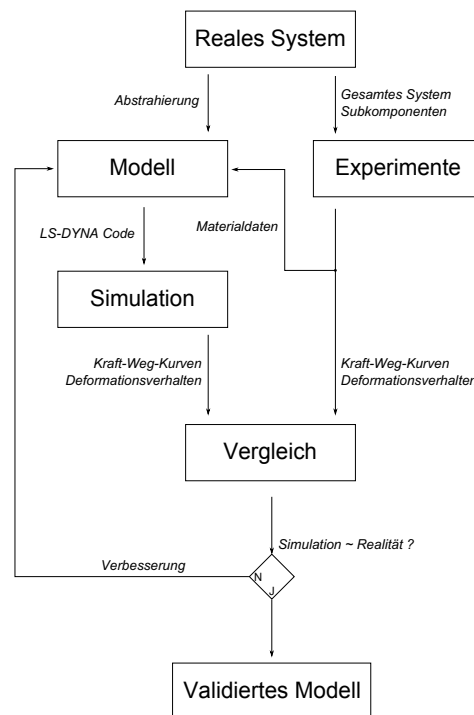 Reales System
Abstrahierung
Gesamtes System
Subkomponenten
Modell
Experimente
LS-DYNA Code
Materialdaten
Simulation
Kraft-Weg-Kurven
Deformationsverhalten
Kraft-Weg-Kurven
Deformationsverhalten
Vergleich
Simulation ~ Realität ?
Verbesserung
N
J
Validiertes Modell